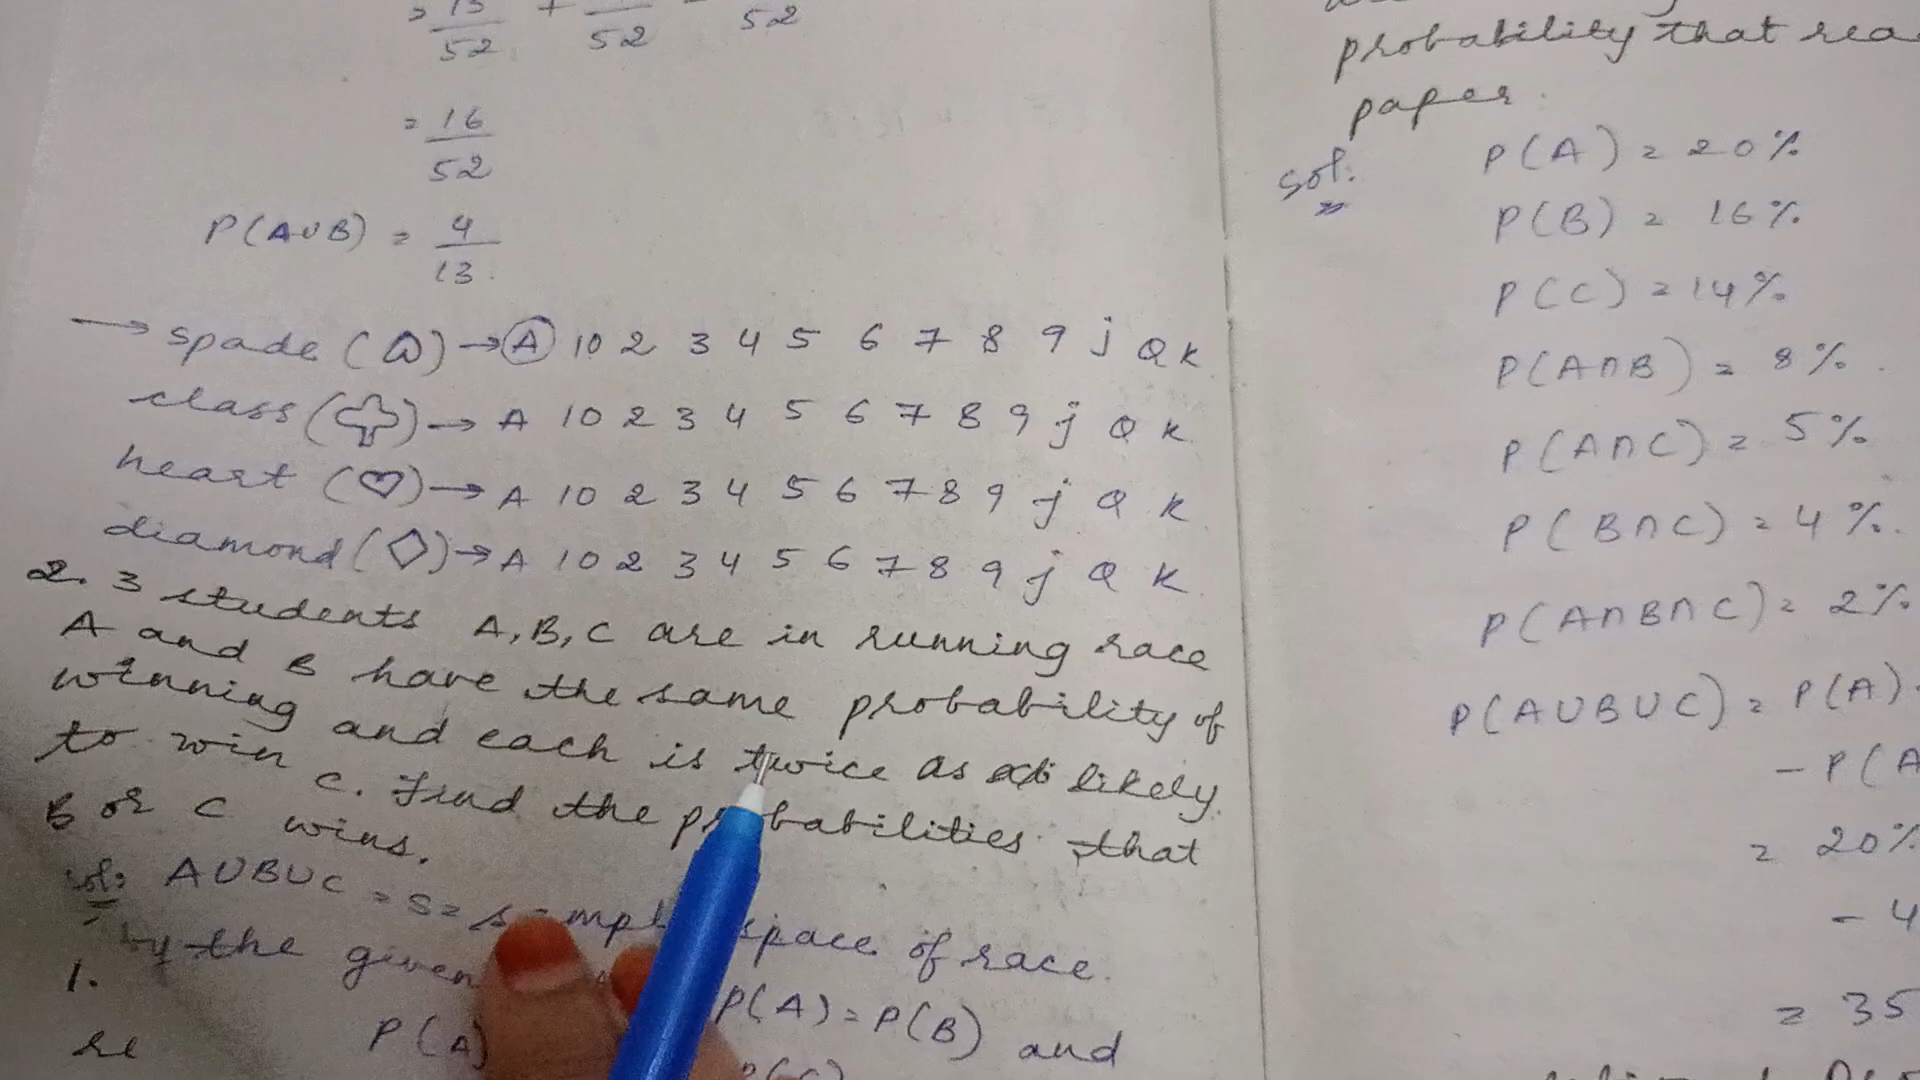 = 13/52 + /52 - /52
= 16/52
P(AUB) = 4/13
→ spade (♤) → A 10 2 3 4 5 6 7 8 9 j Q K
class (✙) → A 10 2 3 4 5 6 7 8 9 j Q K
heart (♡) → A 10 2 3 4 5 6 7 8 9 j Q K
diamond (◇) → A 10 2 3 4 5 6 7 8 9 j Q K
2. 3 students A, B, C are in running race
A and B have the same probability of
winning and each is twice as likely
to win C. Find the probabilities that
B or C wins.
sol: AUBUC = S = sample space of race.
by the given
1. P(A) = P(B) and
P(A)
P(C)
probability that rea
paper.
sol.
P(A) = 20%
P(B) = 16%
P(C) = 14%
P(A∩B) = 8%.
P(A∩C) = 5%
P(B∩C) = 4%.
P(A∩B∩C) = 2%
P(AUBUC) = P(A)
- P(A
= 20%
- 4
= 35